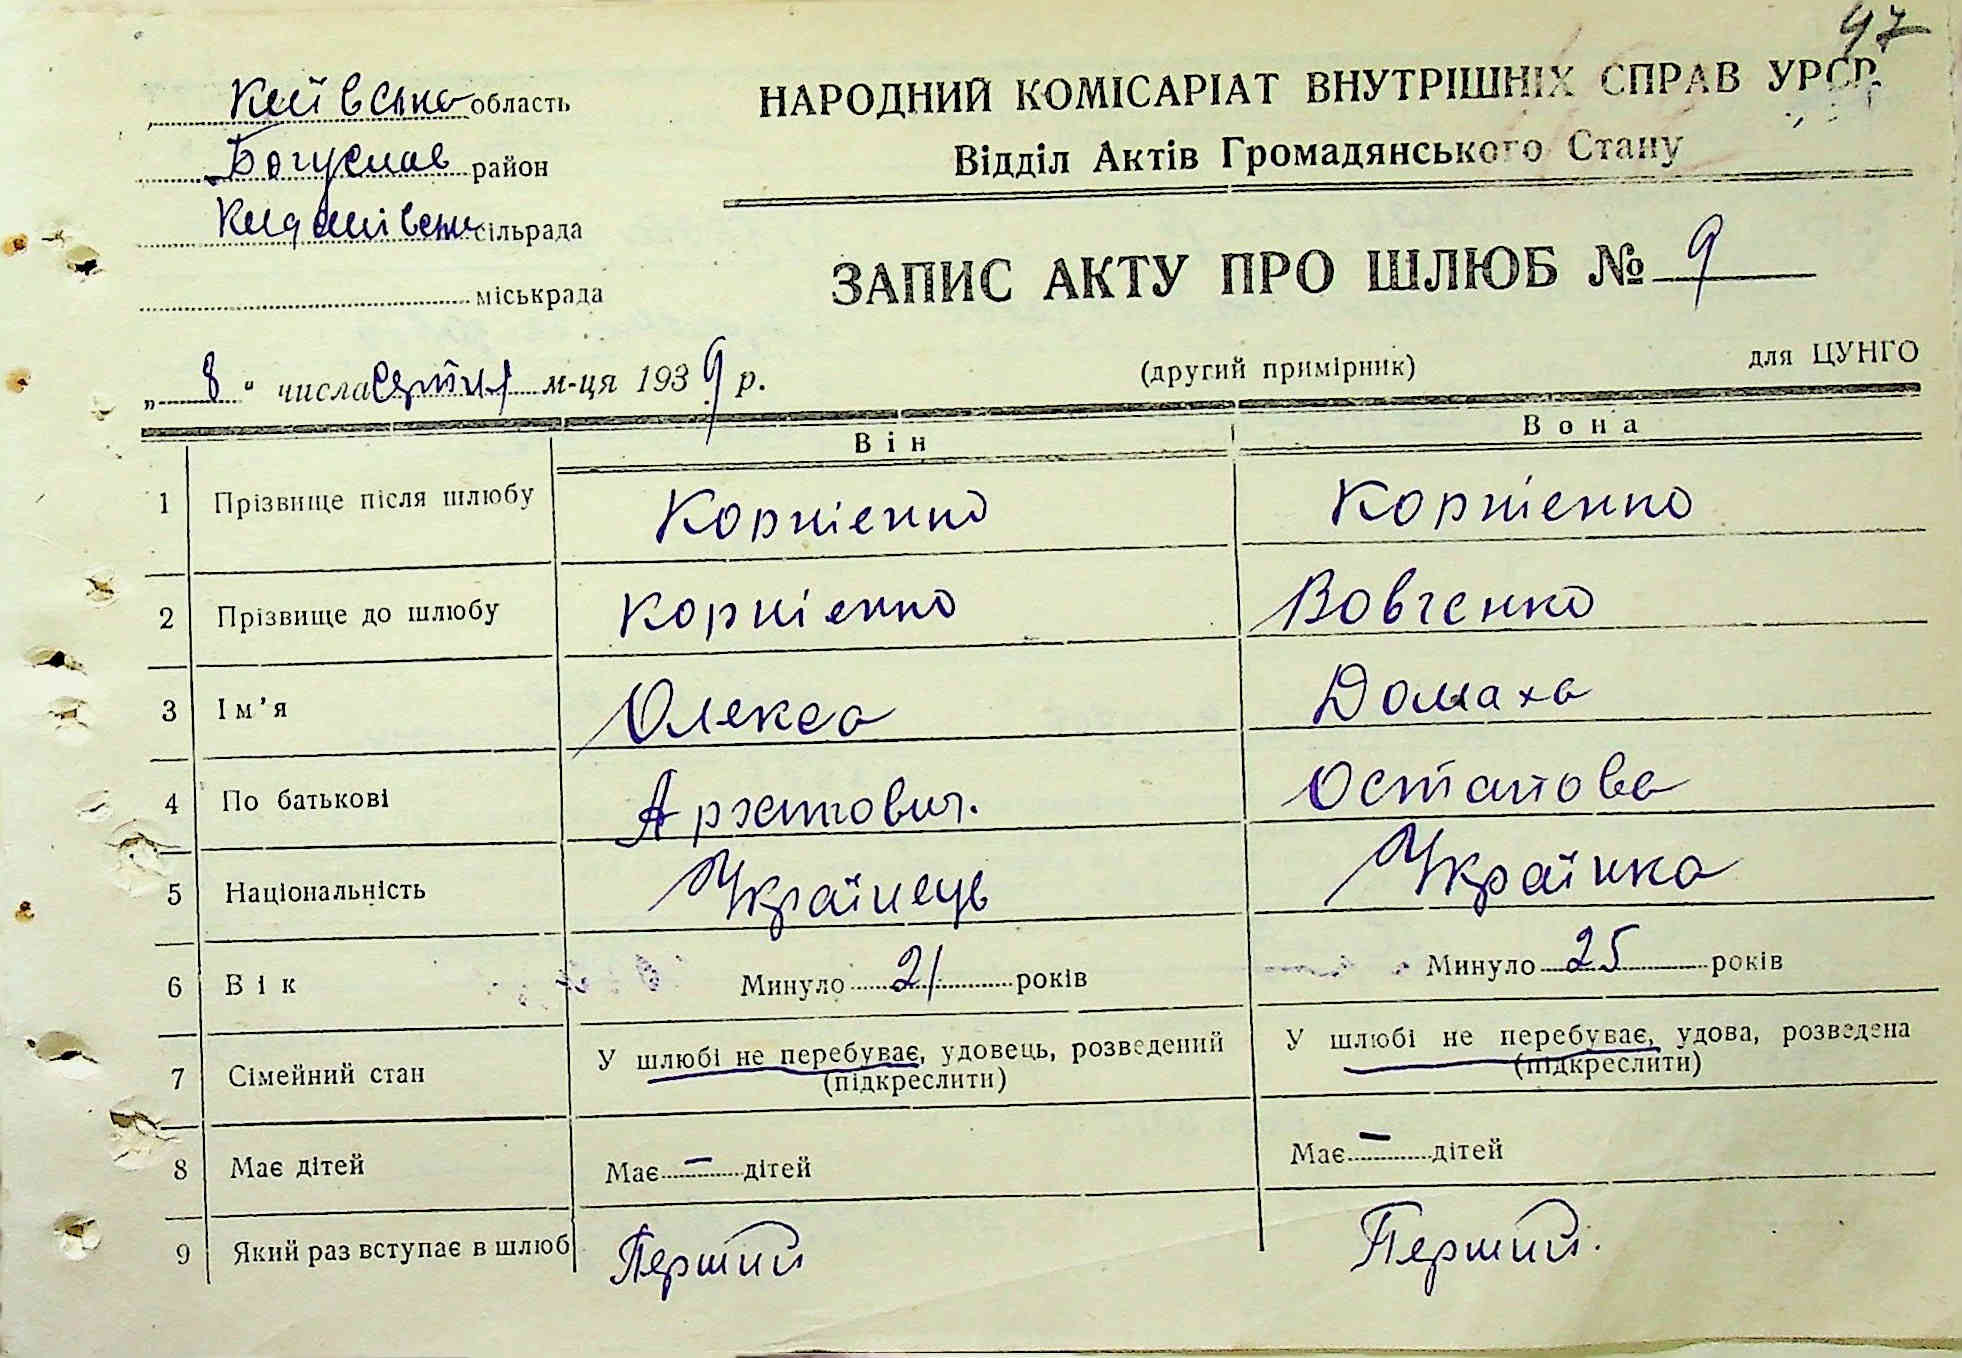 47
Київська область
Богуслав район
сільрада
міськрада
НАРОДНИЙ КОМІСАРІАТ ВНУТРІШНІХ СПРАВ УРСР
Відділ Актів Громадянського Стану
ЗАПИС АКТУ ПРО ШЛЮБ № 9
„ 8 " числа серпня м-ця 1939 р.
(другий примірник)
для ЦУНГО
Він Вона
1 Прізвище після шлюбу Корнієнко Корнієнко
2 Прізвище до шлюбу Корнієнко Вовченко
3 Ім'я Олекса Домаха
4 По батькові Остапова
5 Національність Українець Українка
6 Вік Минуло 21 років Минуло 25 років
7 Сімейний стан У шлюбі не перебуває, удовець, розведений У шлюбі не перебуває, удова, розведена
(підкреслити) (підкреслити)
8 Має дітей Має – дітей Має – дітей
9 Який раз вступає в шлюб Перший Перший.